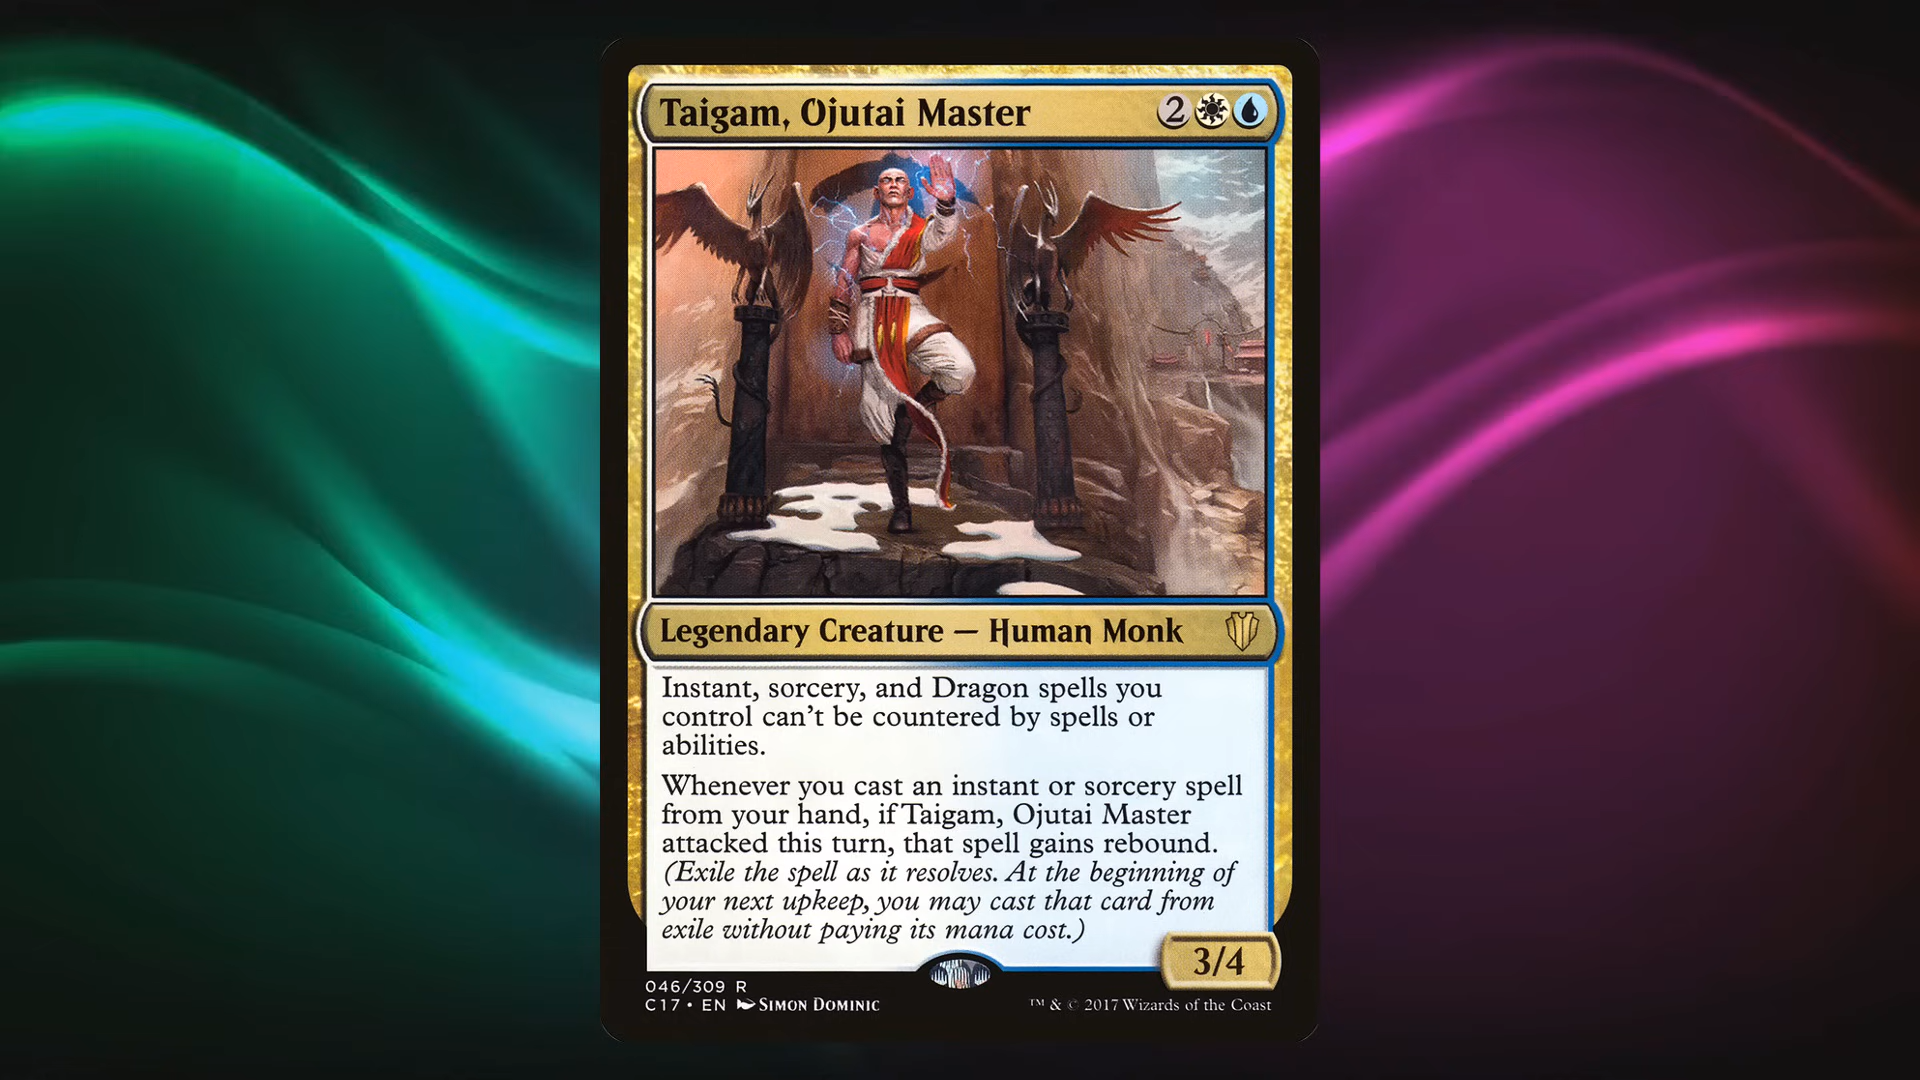 Taigam, Ojutai Master 2
Legendary Creature — Human Monk
Instant, sorcery, and Dragon spells you
control can't be countered by spells or
abilities.
Whenever you cast an instant or sorcery spell
from your hand, if Taigam, Ojutai Master
attacked this turn, that spell gains rebound.
(Exile the spell as it resolves. At the beginning of
your next upkeep, you may cast that card from
exile without paying its mana cost.)
3/4
046/309 R
C17 • EN Simon Dominic
™ & © 2017 Wizards of the Coast